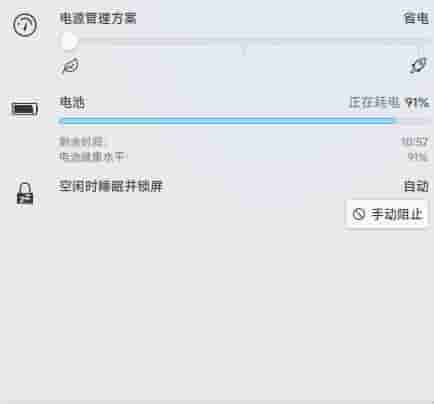 电源管理方案 省电
电池 正在耗电 91%
剩余时间: 10:57
电池健康水平: 91%
空闲时睡眠并锁屏 自动
手动阻止